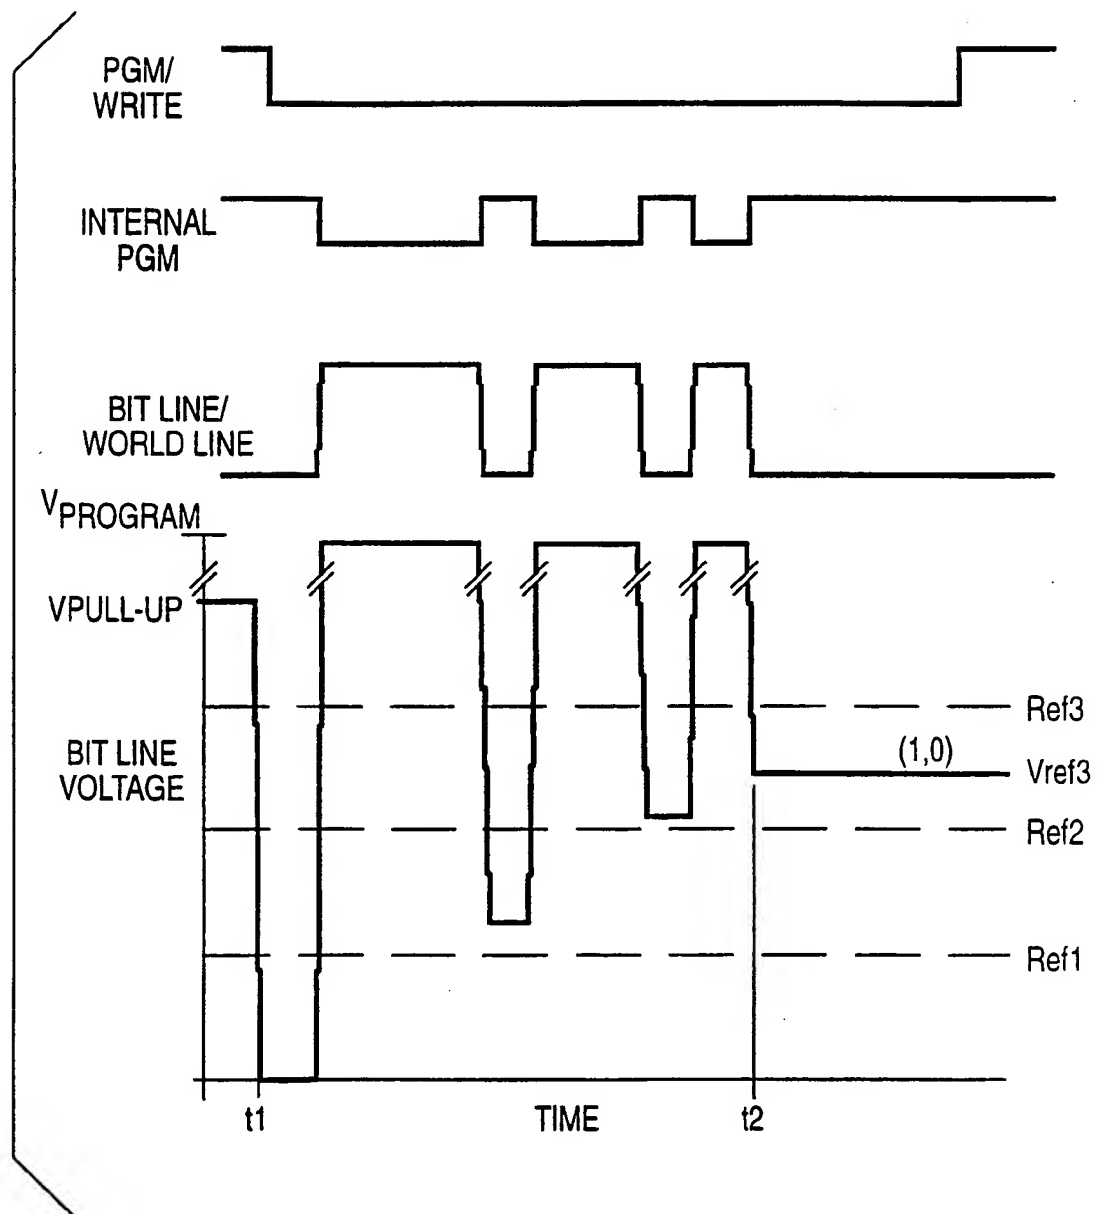 PGM/
WRITE
INTERNAL
PGM
BIT LINE/
WORLD LINE
VPROGRAM
VPULL-UP
BIT LINE
VOLTAGE
Ref3
(1,0)
Vref3
Ref2
Ref1
t1
TIME
t2